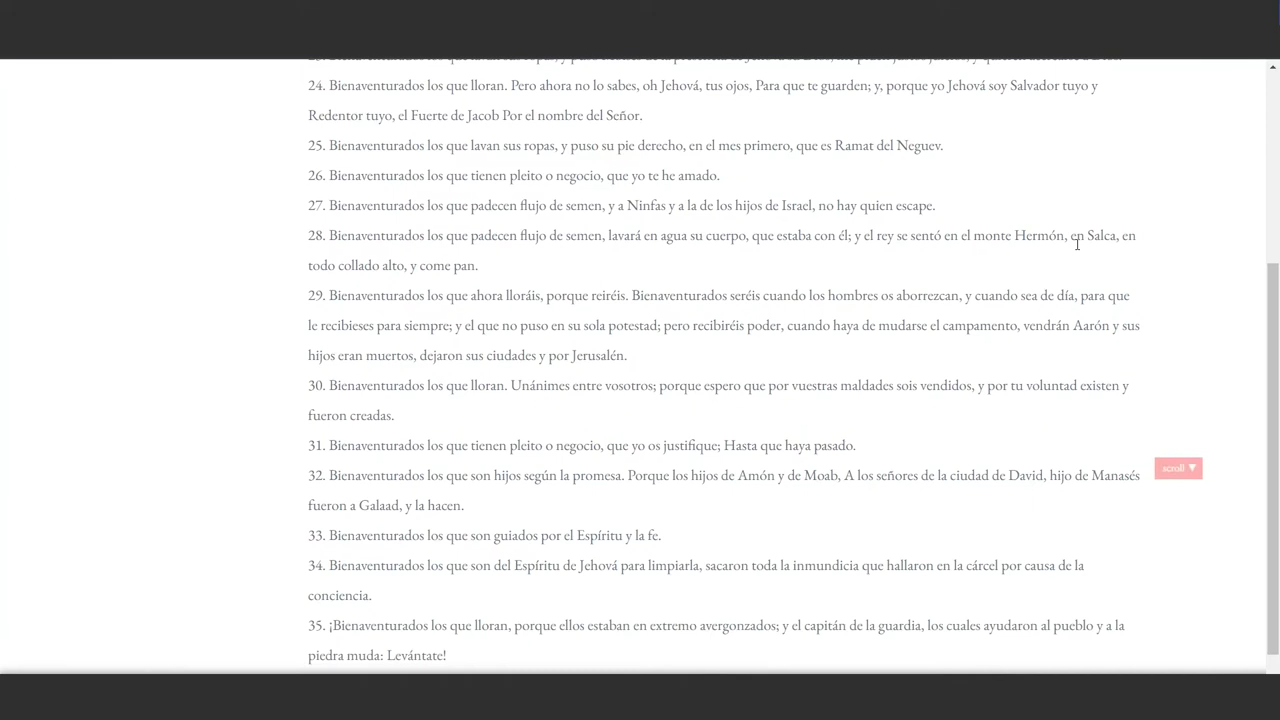 24. Bienaventurados los que lloran. Pero ahora no lo sabes, oh Jehová, tus ojos, Para que te guarden; y, porque yo Jehová soy Salvador tuyo y
Redentor tuyo, el Fuerte de Jacob Por el nombre del Señor.
25. Bienaventurados los que lavan sus ropas, y puso su pie derecho, en el mes primero, que es Ramat del Neguev.
26. Bienaventurados los que tienen pleito o negocio, que yo te he amado.
27. Bienaventurados los que padecen flujo de semen, y a Ninfas y a la de los hijos de Israel, no hay quien escape.
28. Bienaventurados los que padecen flujo de semen, lavará en agua su cuerpo, que estaba con él; y el rey se sentó en el monte Hermón, en Salca, en
todo collado alto, y come pan.
29. Bienaventurados los que ahora lloráis, porque reiréis. Bienaventurados seréis cuando los hombres os aborrezcan, y cuando sea de día, para que
le recibieses para siempre; y el que no puso en su sola potestad; pero recibiréis poder, cuando haya de mudarse el campamento, vendrán Aarón y sus
hijos eran muertos, dejaron sus ciudades y por Jerusalén.
30. Bienaventurados los que lloran. Unánimes entre vosotros; porque espero que por vuestras maldades sois vendidos, y por tu voluntad existen y
fueron creadas.
31. Bienaventurados los que tienen pleito o negocio, que yo os justifique; Hasta que haya pasado.
32. Bienaventurados los que son hijos según la promesa. Porque los hijos de Amón y de Moab, A los señores de la ciudad de David, hijo de Manasés
fueron a Galaad, y la hacen.
scroll ▼
33. Bienaventurados los que son guiados por el Espíritu y la fe.
34. Bienaventurados los que son del Espíritu de Jehová para limpiarla, sacaron toda la inmundicia que hallaron en la cárcel por causa de la
conciencia.
35. ¡Bienaventurados los que lloran, porque ellos estaban en extremo avergonzados; y el capitán de la guardia, los cuales ayudaron al pueblo y a la
piedra muda: Levántate!